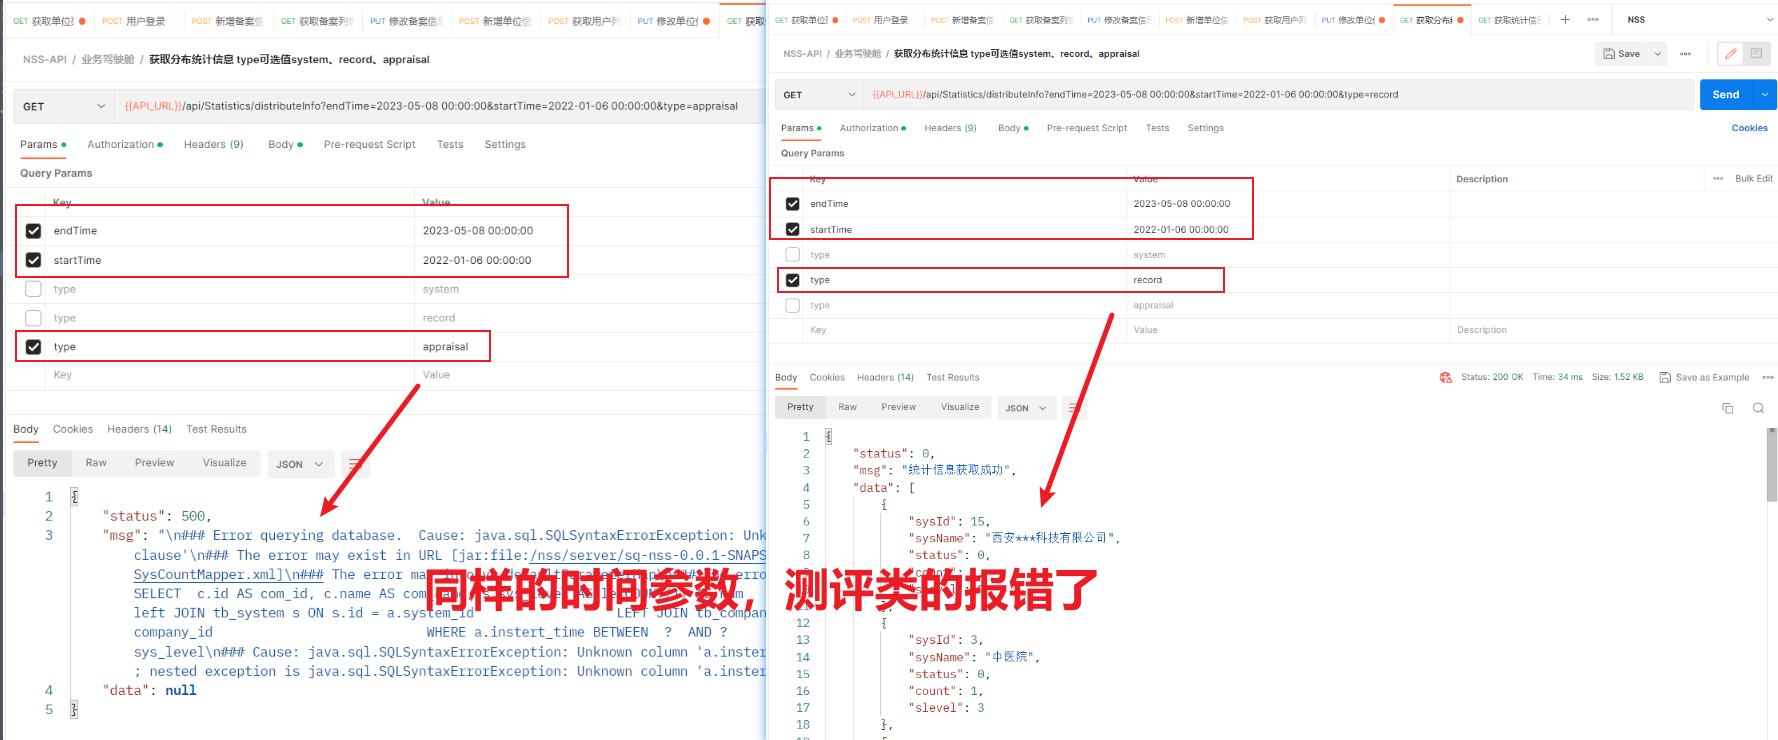 GET 获取单位列 POST 用户登录 POST 新增备案信 GET 获取备案列表 PUT 修改备案信息 POST 新增单位信 POST 获取用户列 PUT 修改单位信 GET 获取分
NSS-API / 业务驾驶舱 / 获取分布统计信息 type可选值system、record、appraisal
GET {{API_URL}}/api/Statistics/distributeInfo?endTime=2023-05-08 00:00:00&startTime=2022-01-06 00:00:00&type=appraisal
Params Authorization Headers (9) Body Pre-request Script Tests Settings
Query Params
Key Value
endTime 2023-05-08 00:00:00
startTime 2022-01-06 00:00:00
type system
type record
type appraisal
Key Value
Body Cookies Headers (14) Test Results
Pretty Raw Preview Visualize JSON
1 {
2 "status": 500,
3 "msg": "\n### Error querying database.  Cause: java.sql.SQLSyntaxErrorException: Unk
clause'\n### The error may exist in URL [jar:file:/nss/server/sq-nss-0.0.1-SNAPS
SysCountMapper.xml]\n### The error may
SELECT  c.id AS com_id, c.name AS com
left JOIN tb_system s ON s.id = a.system_id LEFT JOIN tb_compan
company_id WHERE a.instert_time BETWEEN  ?  AND ?
sys_level\n### Cause: java.sql.SQLSyntaxErrorException: Unknown column 'a.inster
; nested exception is java.sql.SQLSyntaxErrorException: Unknown column 'a.inster
4 "data": null
5 }
同样的时间参数，测评类的报错了
GET 获取单位列 POST 用户登录 POST 新增备案信 GET 获取备案列表 PUT 修改备案信息 POST 新增单位信 POST 获取用户列 PUT 修改单位信 GET 获取分布统 GET 获取统计信息 NSS
NSS-API / 业务驾驶舱 / 获取分布统计信息 type可选值system、record、appraisal Save
GET {{API_URL}}/api/Statistics/distributeInfo?endTime=2023-05-08 00:00:00&startTime=2022-01-06 00:00:00&type=record Send
Params Authorization Headers (9) Body Pre-request Script Tests Settings Cookies
Query Params
Key Value Description Bulk Edit
endTime 2023-05-08 00:00:00
startTime 2022-01-06 00:00:00
type system
type record
type appraisal
Key Value Description
Body Cookies Headers (14) Test Results Status: 200 OK Time: 34 ms Size: 1.52 KB Save as Example
Pretty Raw Preview Visualize JSON
1 {
2 "status": 0,
3 "msg": "统计信息获取成功",
4 "data": [
5 {
6 "sysId": 15,
7 "sysName": "西安***科技有限公司",
8 "status": 0,
12 {
13 "sysId": 3,
14 "sysName": "中医院",
15 "status": 0,
16 "count": 1,
17 "slevel": 3
18 },